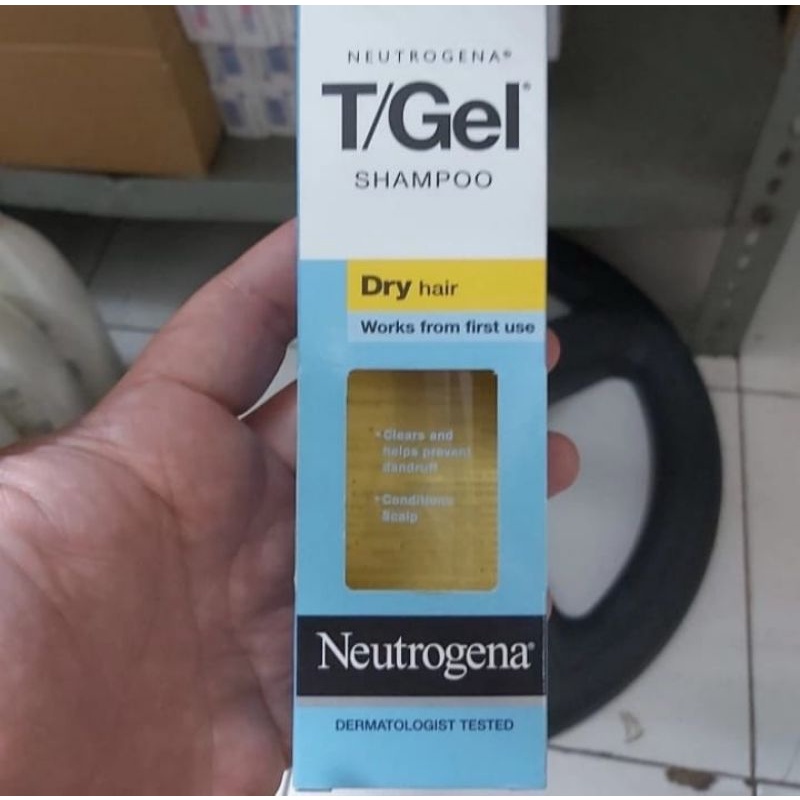 NEUTROGENA®
T/Gel®
SHAMPOO
Dry hair
Works from first use
• Clears and
helps prevent
dandruff
• Conditions
Scalp
Neutrogena®
DERMATOLOGIST TESTED